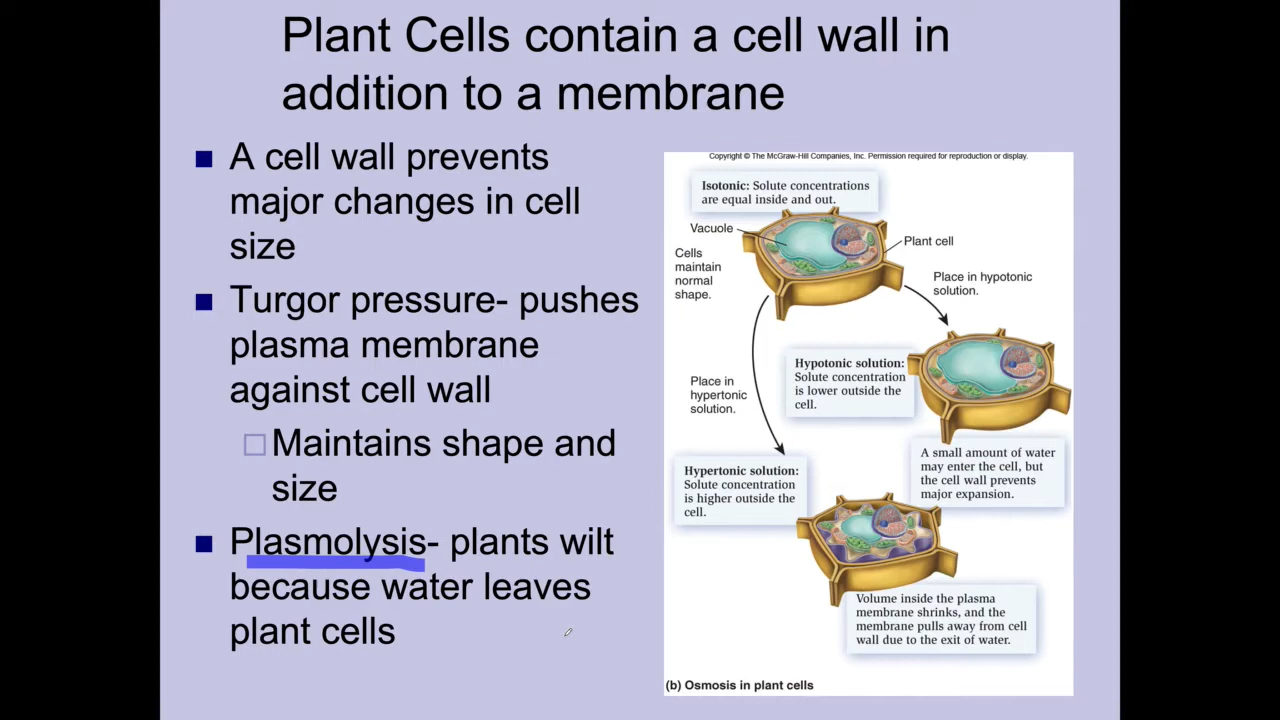 Plant Cells contain a cell wall in
addition to a membrane
A cell wall prevents
major changes in cell
size
Turgor pressure- pushes
plasma membrane
against cell wall
Maintains shape and
size
Plasmolysis- plants wilt
because water leaves
plant cells
Copyright © The McGraw-Hill Companies, Inc. Permission required for reproduction or display.
Isotonic: Solute concentrations
are equal inside and out.
Vacuole
Plant cell
Cells
maintain
normal
shape.
Place in hypotonic
solution.
Hypotonic solution:
Solute concentration
is lower outside the
cell.
Place in
hypertonic
solution.
A small amount of water
may enter the cell, but
the cell wall prevents
major expansion.
Hypertonic solution:
Solute concentration
is higher outside the
cell.
Volume inside the plasma
membrane shrinks, and the
membrane pulls away from cell
wall due to the exit of water.
(b) Osmosis in plant cells